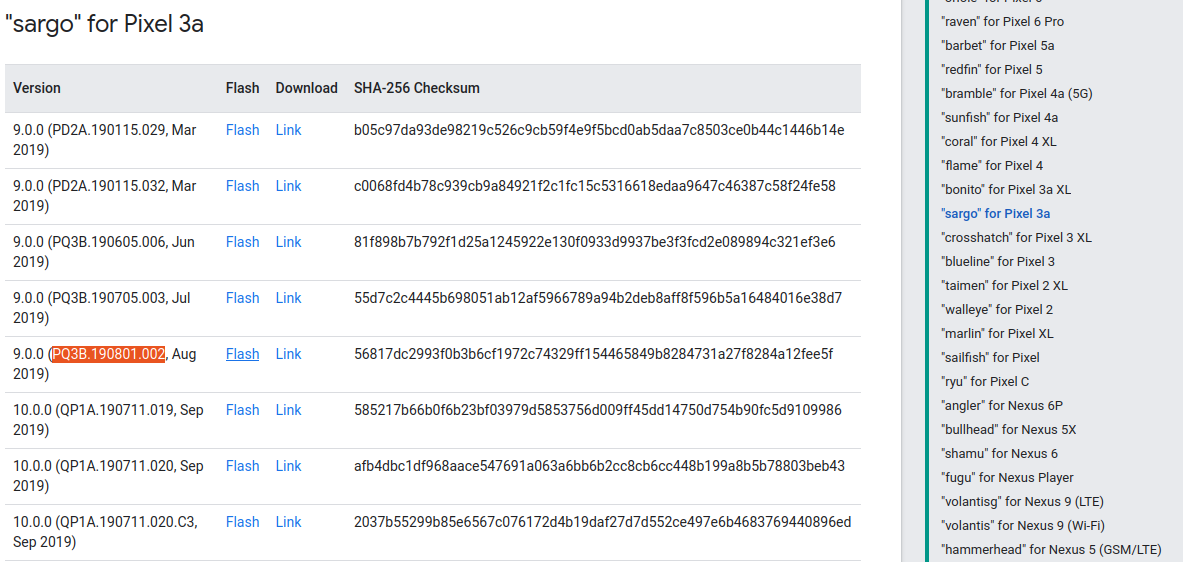 "sargo" for Pixel 3a
Version Flash Download SHA-256 Checksum
9.0.0 (PD2A.190115.029, Mar 2019) Flash Link b05c97da93de98219c526c9cb59f4e9f5bcd0ab5daa7c8503ce0b44c1446b14e
9.0.0 (PD2A.190115.032, Mar 2019) Flash Link c0068fd4b78c939cb9a84921f2c1fc15c5316618edaa9647c46387c58f24fe58
9.0.0 (PQ3B.190605.006, Jun 2019) Flash Link 81f898b7b792f1d25a1245922e130f0933d9937be3f3fcd2e089894c321ef3e6
9.0.0 (PQ3B.190705.003, Jul 2019) Flash Link 55d7c2c4445b698051ab12af5966789a94b2deb8aff8f596b5a16484016e38d7
9.0.0 (PQ3B.190801.002, Aug 2019) Flash Link 56817dc2993f0b3b6cf1972c74329ff154465849b8284731a27f8284a12fee5f
10.0.0 (QP1A.190711.019, Sep 2019) Flash Link 585217b66b0f6b23bf03979d5853756d009ff45dd14750d754b90fc5d9109986
10.0.0 (QP1A.190711.020, Sep 2019) Flash Link afb4dbc1df968aace547691a063a6bb6b2cc8cb6cc448b199a8b5b78803beb43
10.0.0 (QP1A.190711.020.C3, Sep 2019) Flash Link 2037b55299b85e6567c076172d4b19daf27d7d552ce497e6b4683769440896ed
"raven" for Pixel 6 Pro
"barbet" for Pixel 5a
"redfin" for Pixel 5
"bramble" for Pixel 4a (5G)
"sunfish" for Pixel 4a
"coral" for Pixel 4 XL
"flame" for Pixel 4
"bonito" for Pixel 3a XL
"sargo" for Pixel 3a
"crosshatch" for Pixel 3 XL
"blueline" for Pixel 3
"taimen" for Pixel 2 XL
"walleye" for Pixel 2
"marlin" for Pixel XL
"sailfish" for Pixel
"ryu" for Pixel C
"angler" for Nexus 6P
"bullhead" for Nexus 5X
"shamu" for Nexus 6
"fugu" for Nexus Player
"volantisg" for Nexus 9 (LTE)
"volantis" for Nexus 9 (Wi-Fi)
"hammerhead" for Nexus 5 (GSM/LTE)